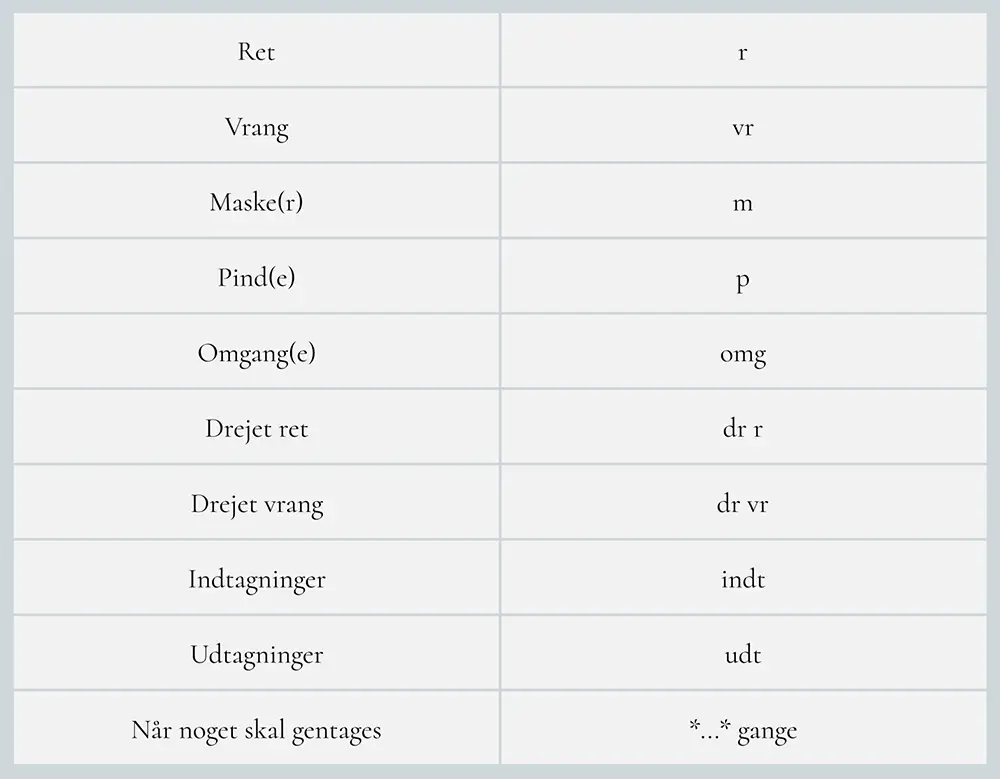 Ret r
Vrang vr
Maske(r) m
Pind(e) p
Omgang(e) omg
Drejet ret dr r
Drejet vrang dr vr
Indtagninger indt
Udtagninger udt
Når noget skal gentages *...* gange